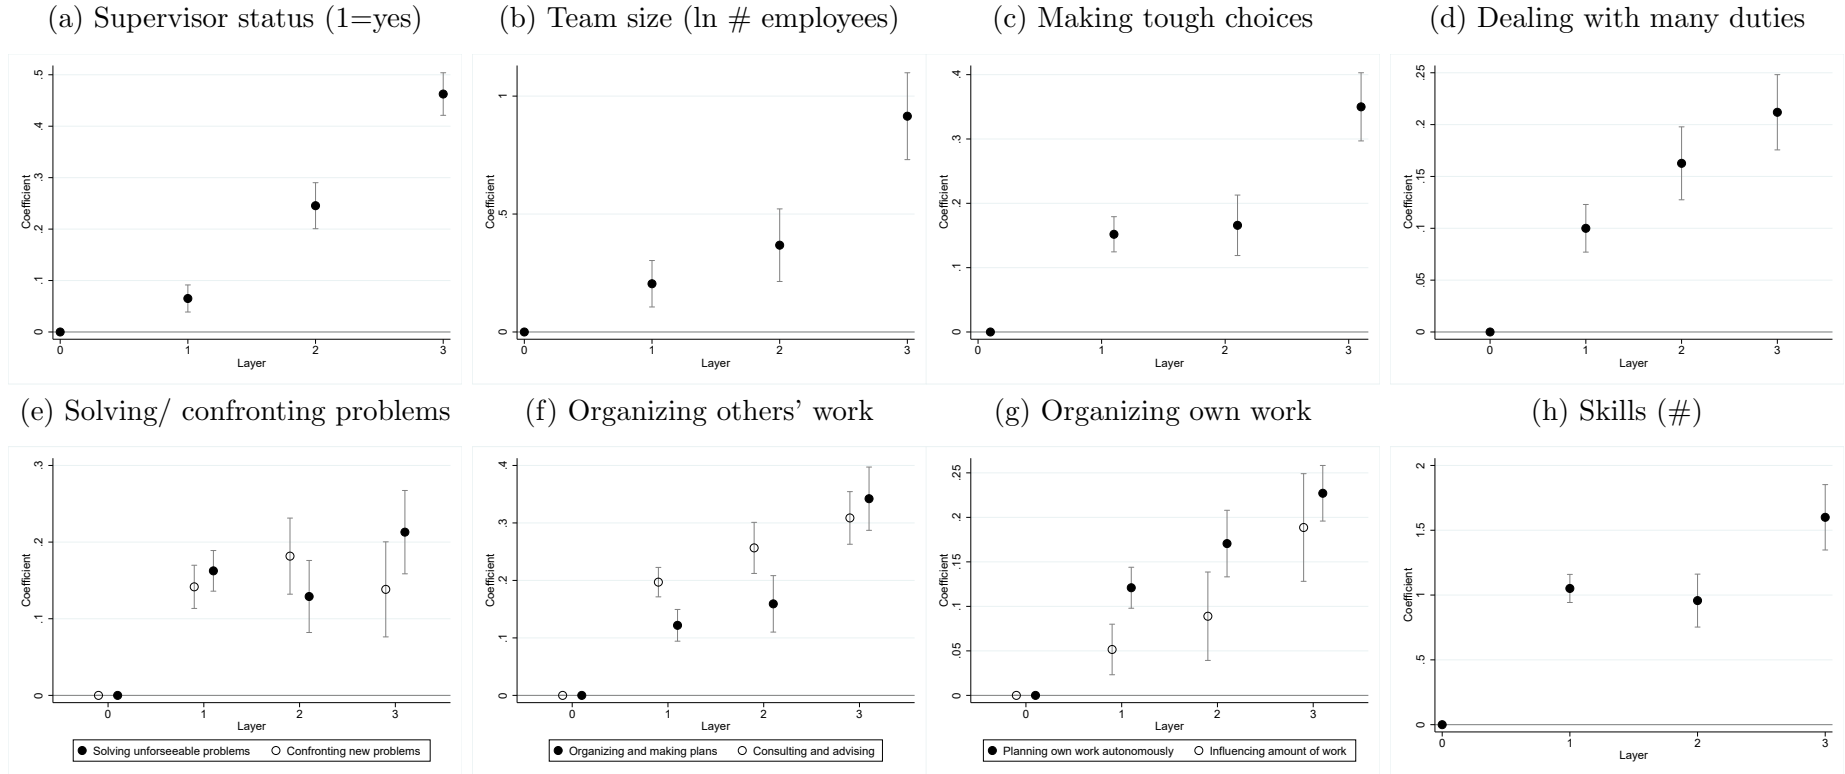 (a) Supervisor status (1=yes)
(b) Team size (ln # employees)
(c) Making tough choices
(d) Dealing with many duties
Coefficient
.5
.4
.3
.2
.1
0
0 1 2 3
Layer
Coefficient
1
.5
0
0 1 2 3
Layer
Coefficient
.4
.3
.2
.1
0
0 1 2 3
Layer
Coefficient
.25
.2
.15
.1
.05
0
0 1 2 3
Layer
(e) Solving/ confronting problems
(f) Organizing others' work
(g) Organizing own work
(h) Skills (#)
Coefficient
.3
.2
.1
0
0 1 2 3
Layer
Solving unforseeable problems Confronting new problems
Coefficient
.4
.3
.2
.1
0
0 1 2 3
Layer
Organizing and making plans Consulting and advising
Coefficient
.25
.2
.15
.1
.05
0
0 1 2 3
Layer
Planning own work autonomously Influencing amount of work
Coefficient
2
1.5
1
.5
0
0 1 2 3
Layer